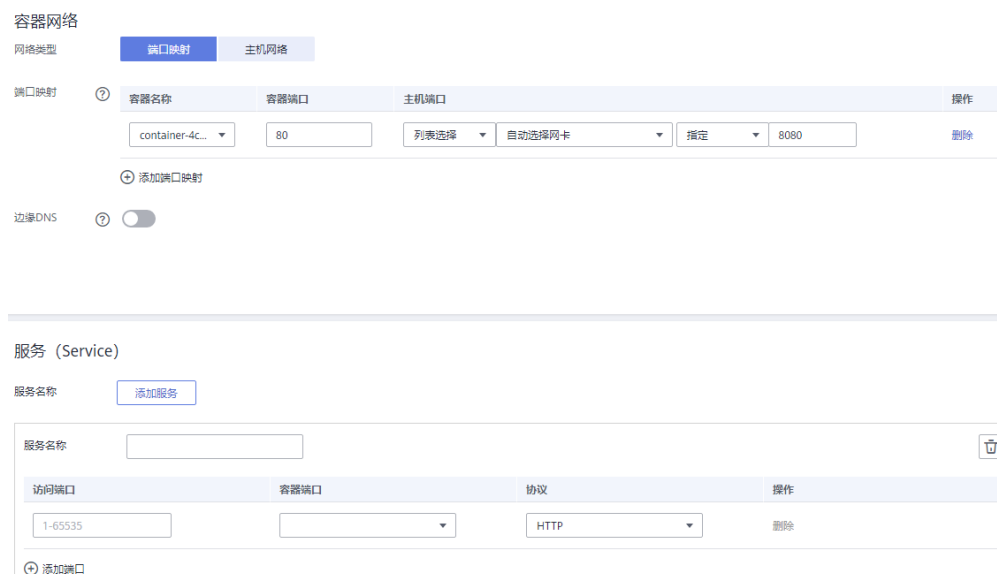 容器网络
网络类型 端口映射 主机网络
端口映射 容器名称 容器端口 主机端口 操作
container-4c... 80 列表选择 自动选择网卡 指定 8080 删除
添加端口映射
边缘DNS
服务（Service）
服务名称 添加服务
服务名称
访问端口 容器端口 协议 操作
1-65535 HTTP 删除
添加端口